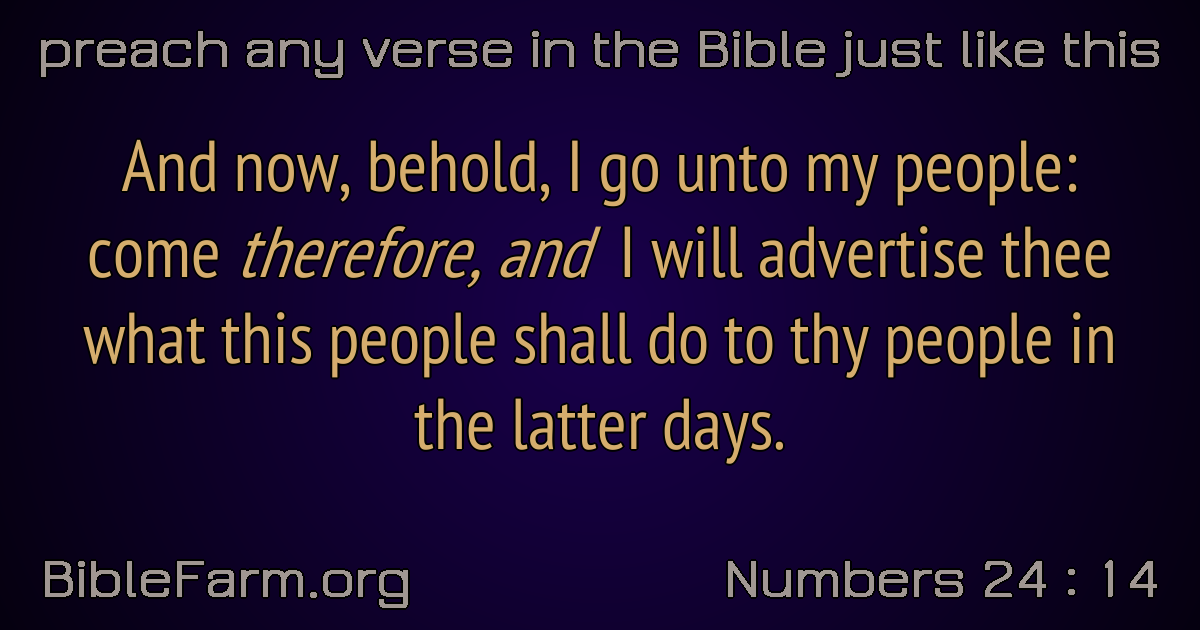 preach any verse in the Bible just like this
And now, behold, I go unto my people:
come therefore, and I will advertise thee
what this people shall do to thy people in
the latter days.
BibleFarm.org
Numbers 24 : 14